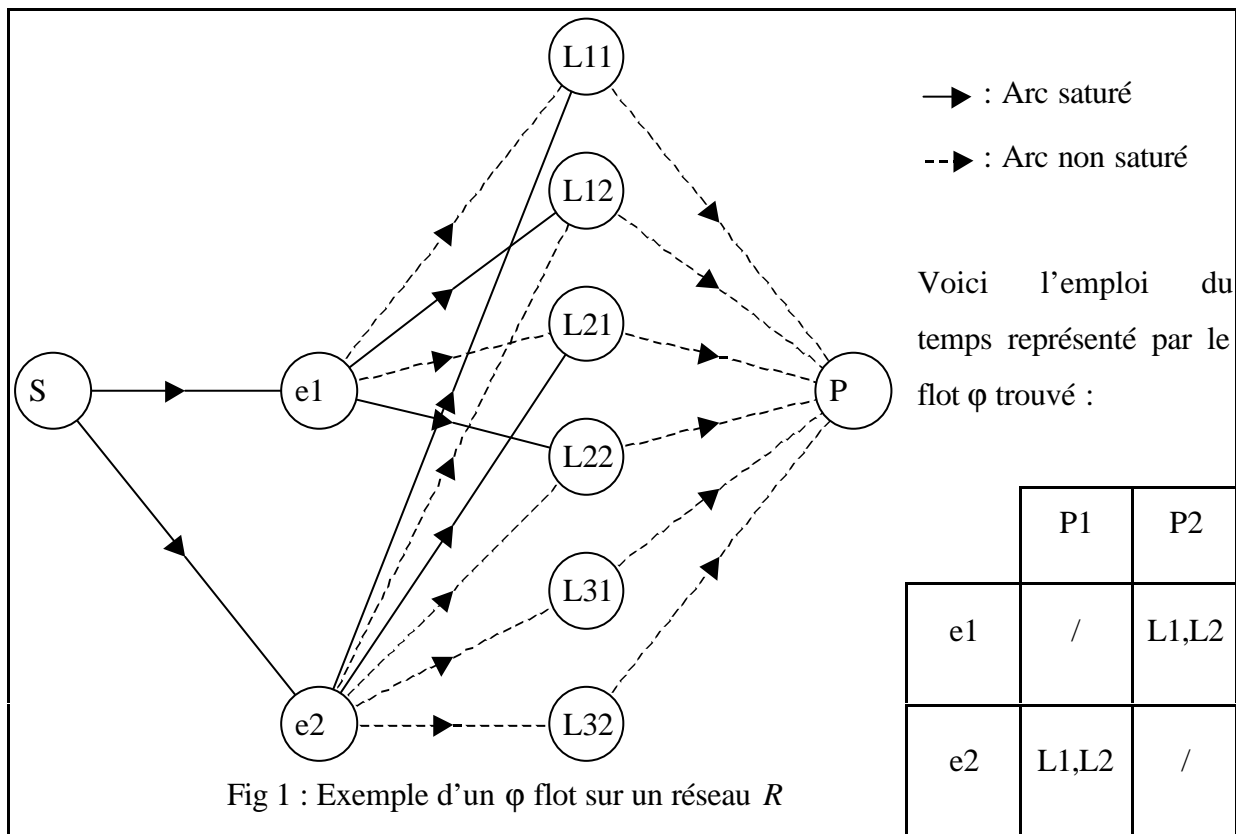 L11
: Arc saturé
L12
: Arc non saturé
Voici l'emploi du
L21
temps représenté par le
S
e1
P
flot φ trouvé :
L22
P1 P2
L31
e1 / L1,L2
e2
L32
e2 L1,L2 /
Fig 1 : Exemple d'un φ flot sur un réseau R